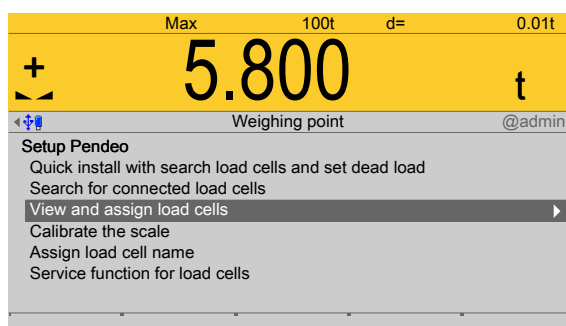 Max 100t d= 0.01t
+ 5.800 t
Weighing point @admin
Setup Pendeo
Quick install with search load cells and set dead load
Search for connected load cells
View and assign load cells
Calibrate the scale
Assign load cell name
Service function for load cells